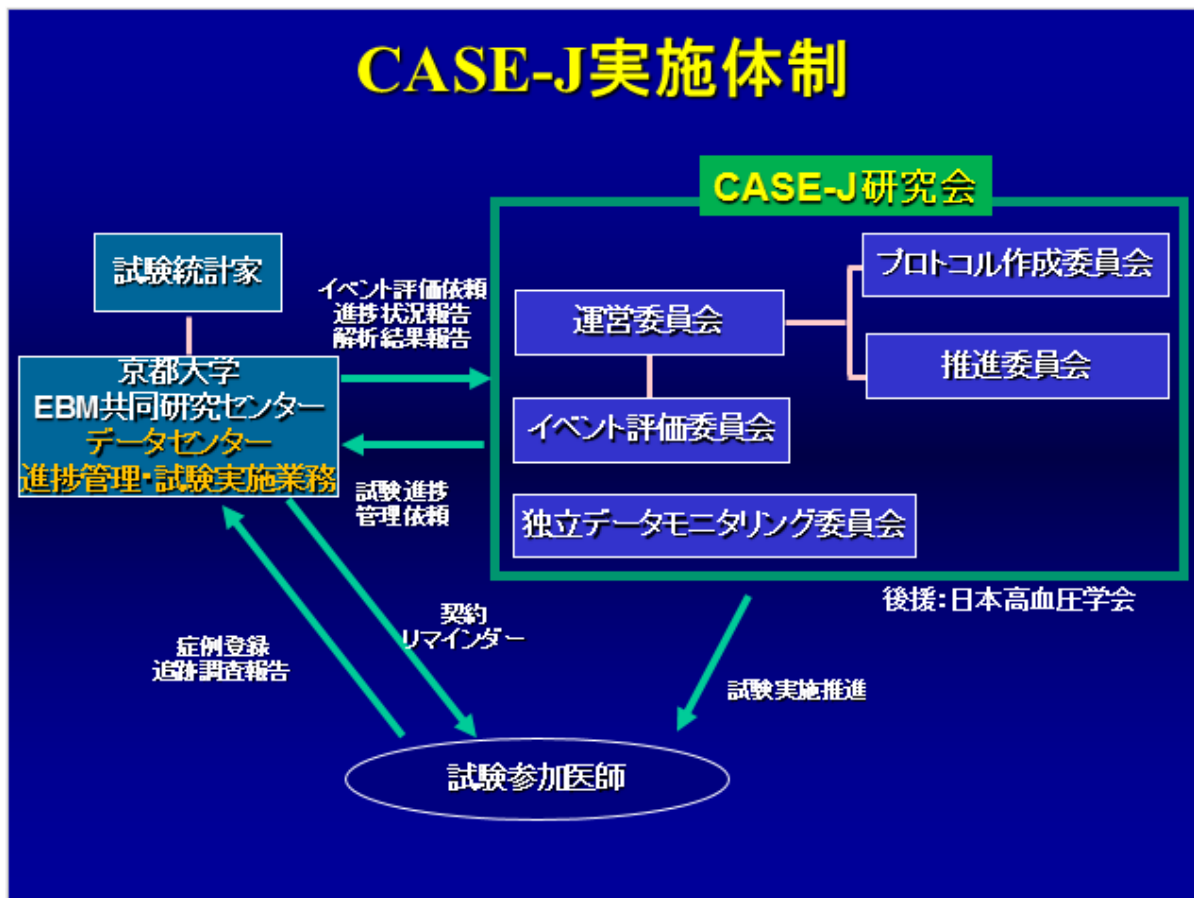 CASE-J実施体制
CASE-J研究会
試験統計家
イベント評価依頼
進捗状況報告
解析結果報告
運営委員会
プロトコル作成委員会
推進委員会
京都大学
EBM共同研究センター
データセンター
進捗管理・試験実施業務
イベント評価委員会
試験進捗
管理依頼
独立データモニタリング委員会
後援:日本高血圧学会
契約
リマインダー
症例登録
追跡調査報告
試験実施推進
試験参加医師